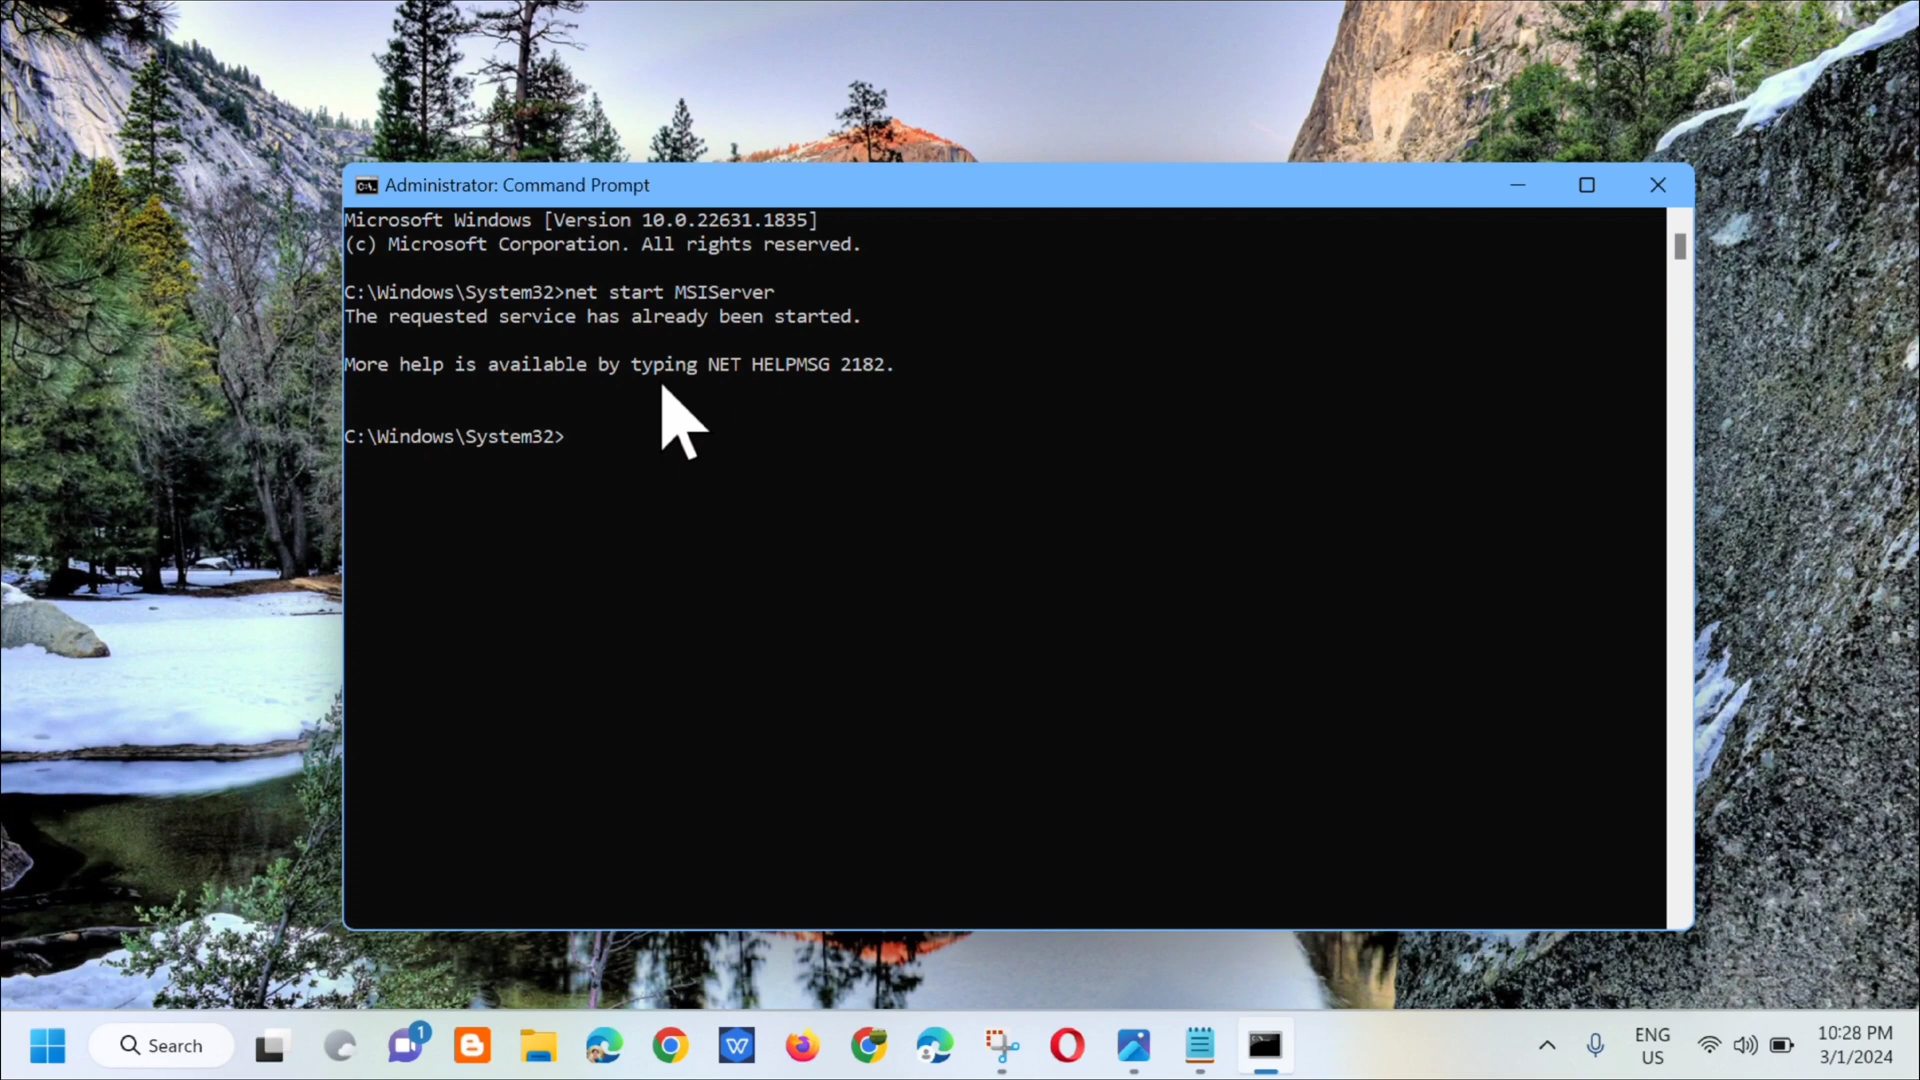 Administrator: Command Prompt
Microsoft Windows [Version 10.0.22631.1835]
(c) Microsoft Corporation. All rights reserved.
C:\Windows\System32>net start MSIServer
The requested service has already been started.
More help is available by typing NET HELPMSG 2182.
C:\Windows\System32>
Search
1
ENG
US
10:28 PM
3/1/2024